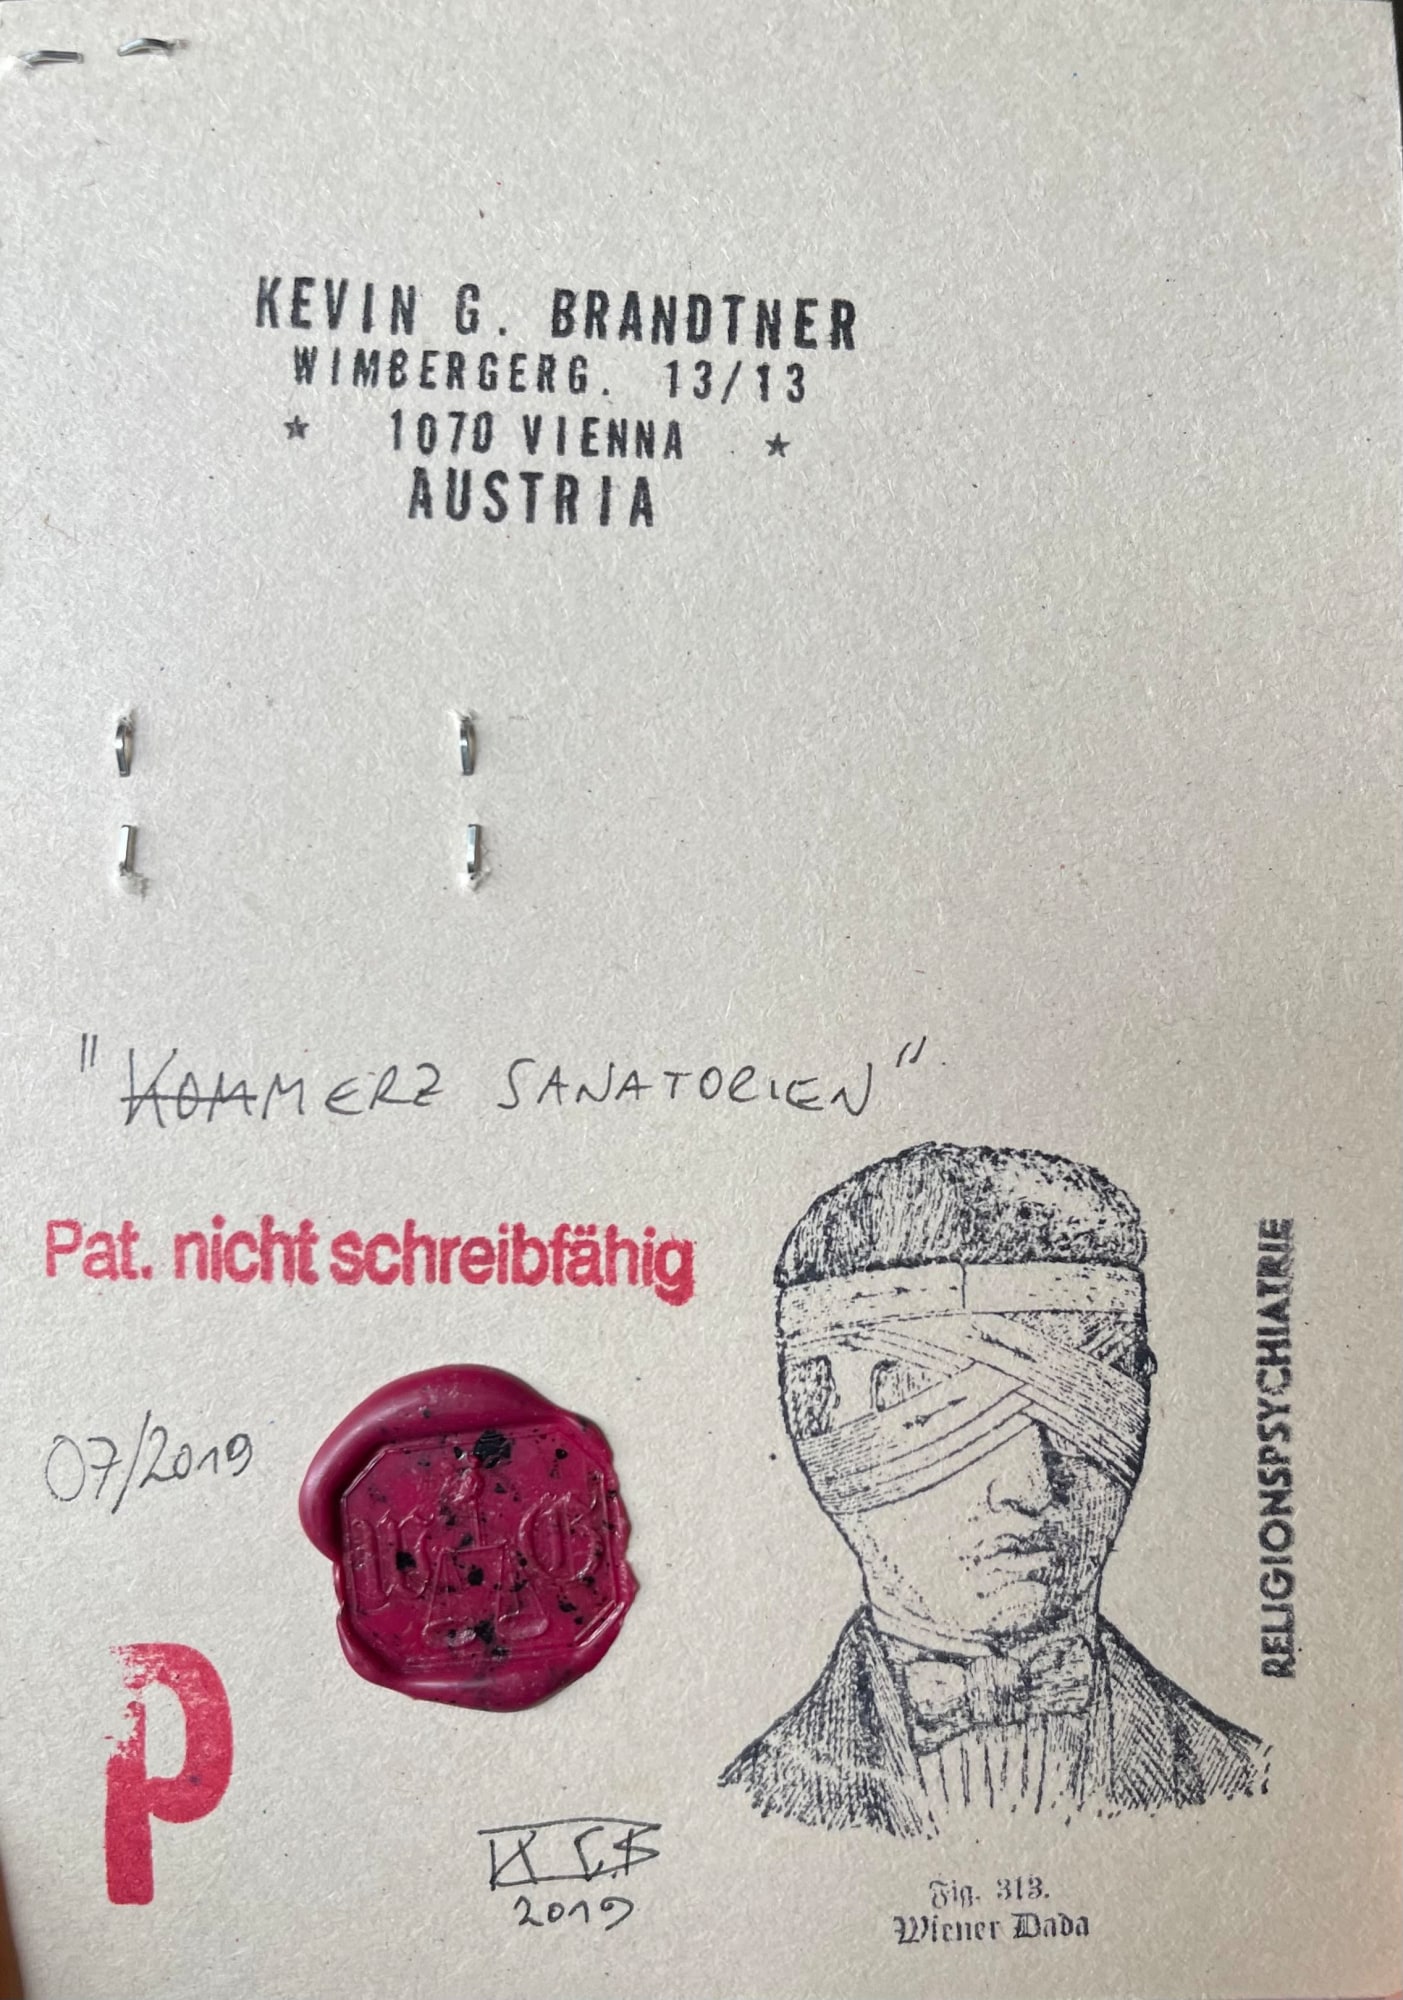 KEVIN G. BRANDTNER
WIMBERGERG. 13/13
★ 1070 VIENNA ★
AUSTRIA
"KOMMERZ SANATORIEN"
Pat. nicht schreibfähig
RELIGIONSPSYCHIATRIE
07/2019
P
2019
Fig. 313.
Wiener Dada